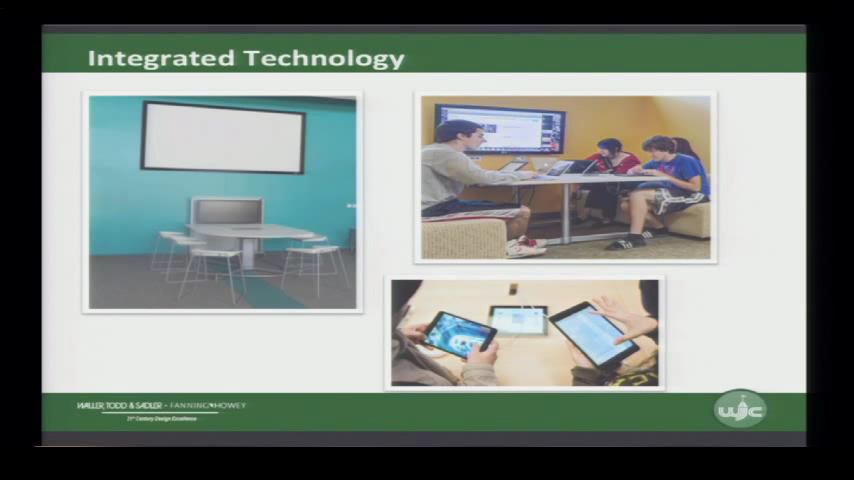 Integrated Technology
WALLER, TODD & SADLER + FANNING HOWEY
21st Century Design Excellence
WJC